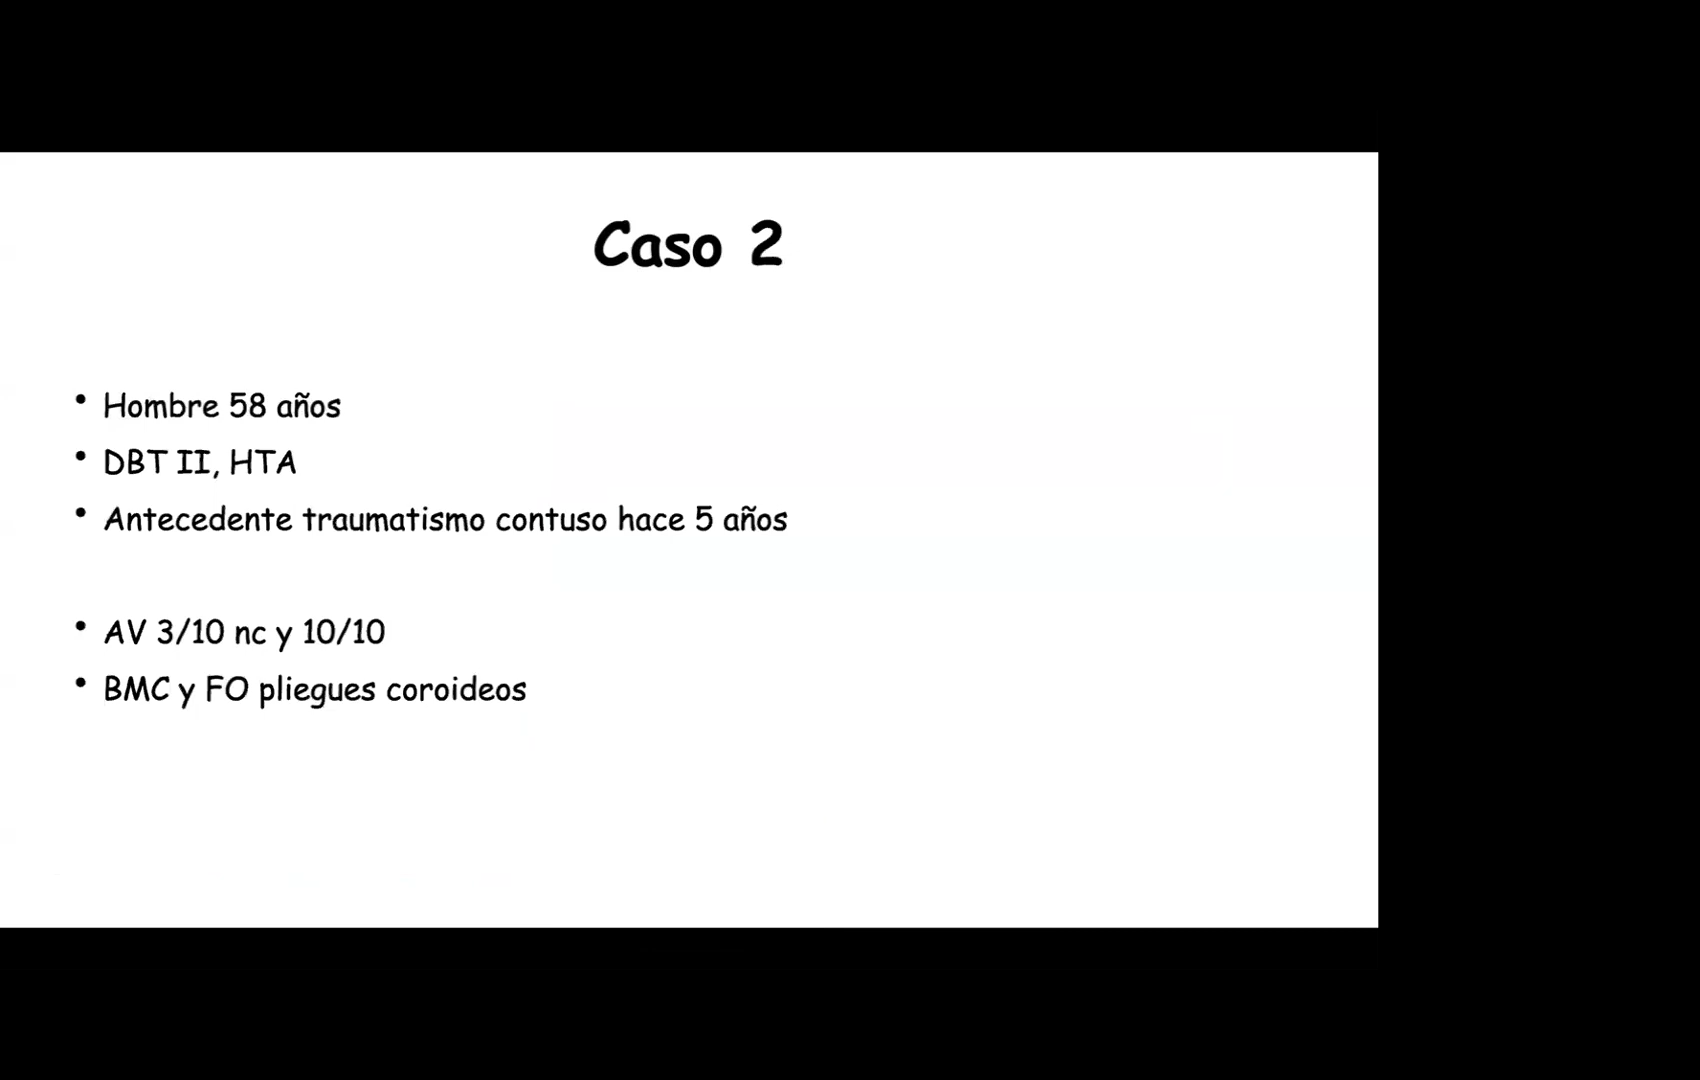 Caso 2
• Hombre 58 años
• DBT II, HTA
• Antecedente traumatismo contuso hace 5 años
• AV 3/10 nc y 10/10
• BMC y FO pliegues coroideos